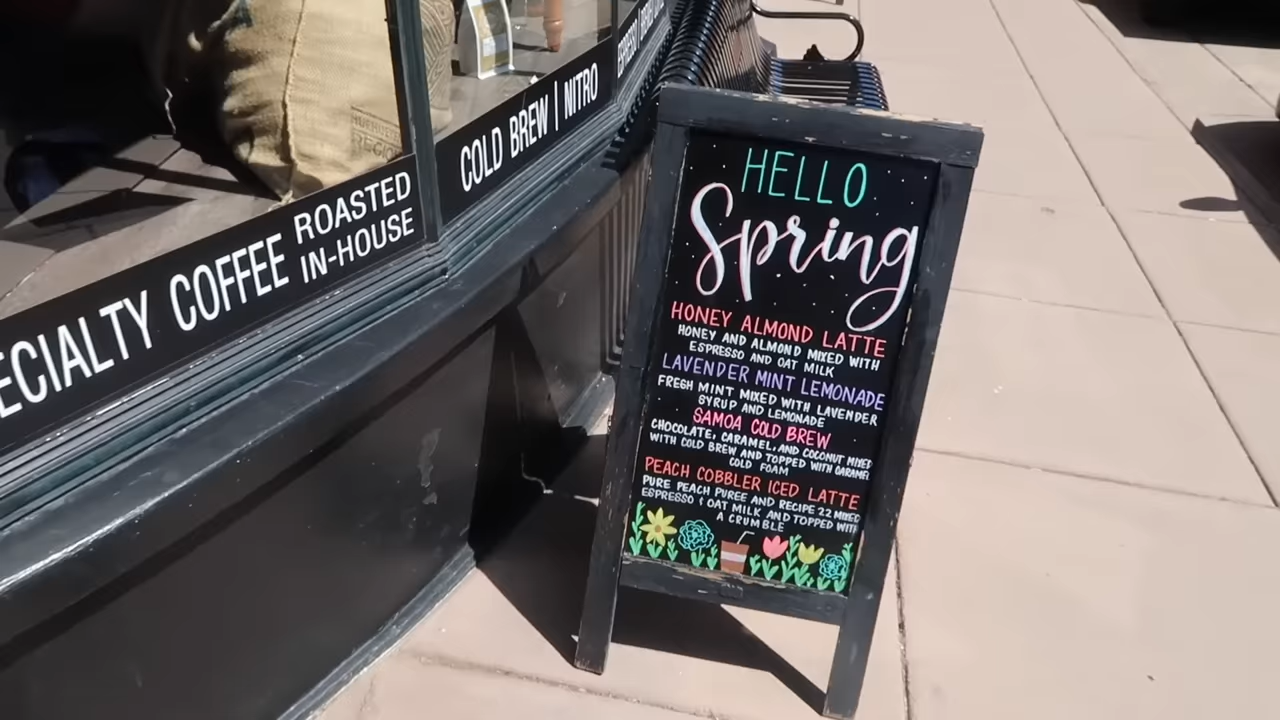 ECIALTY COFFEE ROASTED
IN-HOUSE
COLD BREW | NITRO
ESPRESSO |
REGION
HELLO
Spring
HONEY ALMOND LATTE
HONEY AND ALMOND MIXED WITH
ESPRESSO AND OAT MILK
LAVENDER MINT LEMONADE
FRESH MINT MIXED WITH LAVENDER
SYRUP AND LEMONADE
SAMOA COLD BREW
CHOCOLATE, CARAMEL, AND COCONUT MIXED
WITH COLD BREW AND TOPPED WITH CARAMEL
COLD FOAM
PEACH COBBLER ICED LATTE
PURE PEACH PUREE AND RECIPE 22 MIXED
ESPRESSO & OAT MILK AND TOPPED WITH
A CRUMBLE